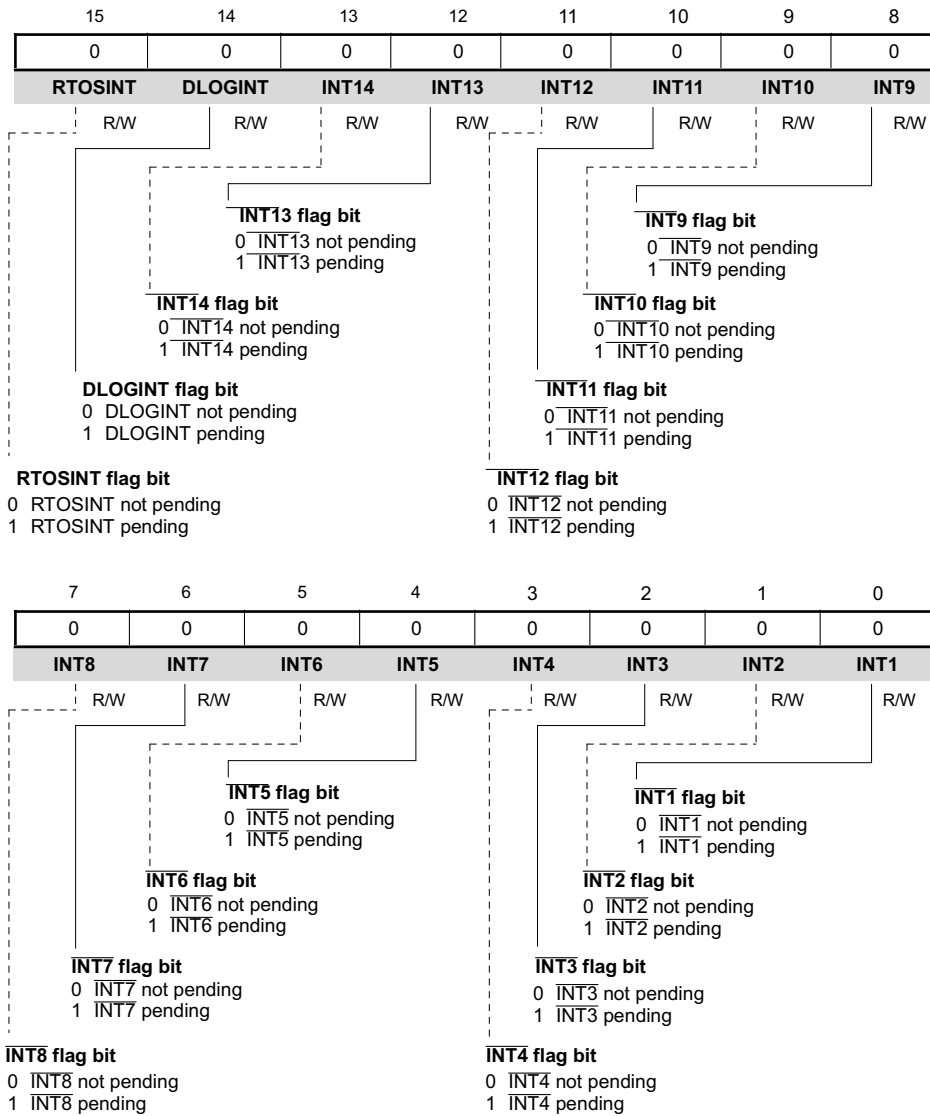 15 14 13 12 11 10 9 8
0 0 0 0 0 0 0 0
RTOSINT DLOGINT INT14 INT13 INT12 INT11 INT10 INT9
R/W R/W R/W R/W R/W R/W R/W R/W
INT13 flag bit
0 INT13 not pending
1 INT13 pending
INT9 flag bit
0 INT9 not pending
1 INT9 pending
INT14 flag bit
0 INT14 not pending
1 INT14 pending
INT10 flag bit
0 INT10 not pending
1 INT10 pending
DLOGINT flag bit
0 DLOGINT not pending
1 DLOGINT pending
INT11 flag bit
0 INT11 not pending
1 INT11 pending
RTOSINT flag bit
0 RTOSINT not pending
1 RTOSINT pending
INT12 flag bit
0 INT12 not pending
1 INT12 pending
7 6 5 4 3 2 1 0
0 0 0 0 0 0 0 0
INT8 INT7 INT6 INT5 INT4 INT3 INT2 INT1
R/W R/W R/W R/W R/W R/W R/W R/W
INT5 flag bit
0 INT5 not pending
1 INT5 pending
INT1 flag bit
0 INT1 not pending
1 INT1 pending
INT6 flag bit
0 INT6 not pending
1 INT6 pending
INT2 flag bit
0 INT2 not pending
1 INT2 pending
INT7 flag bit
0 INT7 not pending
1 INT7 pending
INT3 flag bit
0 INT3 not pending
1 INT3 pending
INT8 flag bit
0 INT8 not pending
1 INT8 pending
INT4 flag bit
0 INT4 not pending
1 INT4 pending